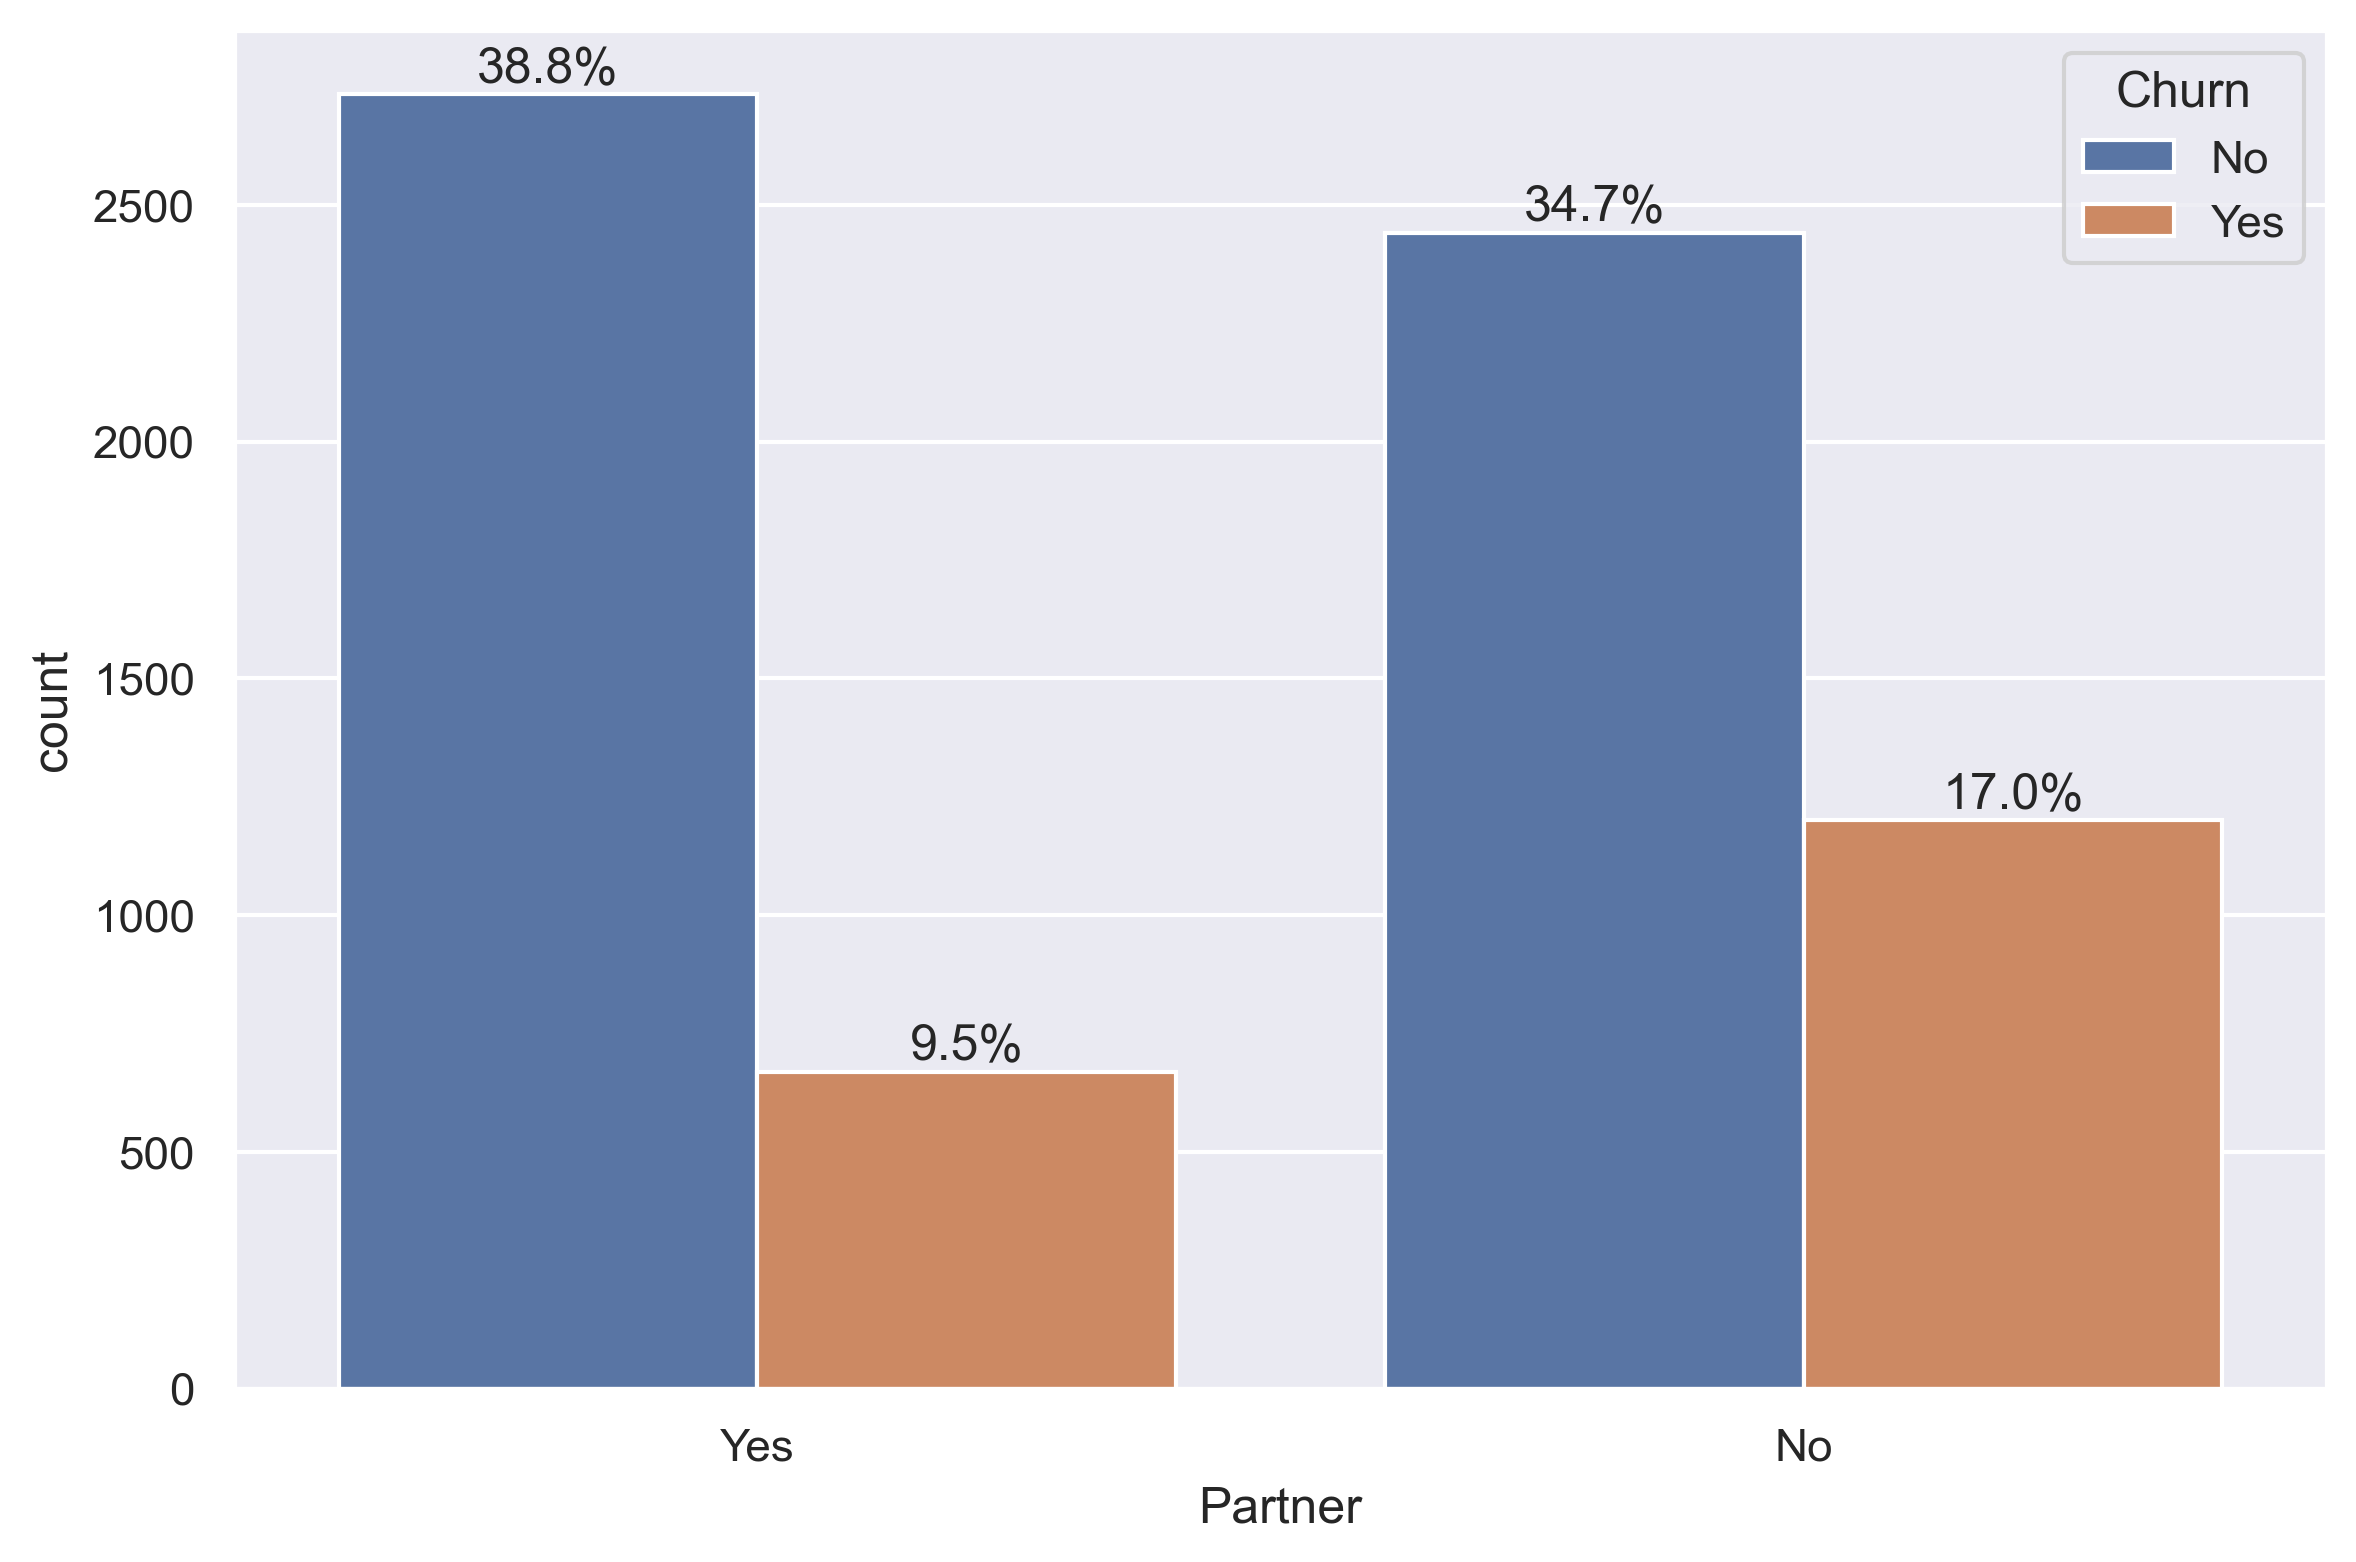 38.8%
Churn
No
Yes
34.7%
2500
2000
1500
17.0%
1000
9.5%
500
0
count
Yes
No
Partner